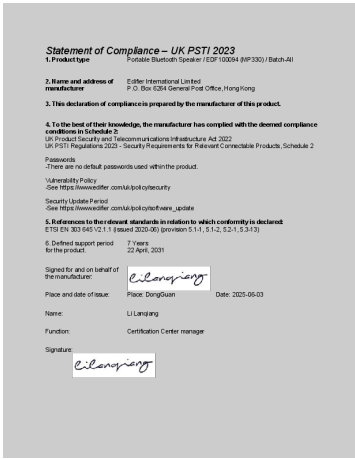 Statement of Compliance – UK PSTI 2023
1. Product type Portable Bluetooth Speaker / EDF100094 (MP330) / Batch-All
2. Name and address of manufacturer Edifier International Limited
P.O. Box 6264 General Post Office, Hong Kong
3. This declaration of compliance is prepared by the manufacturer of this product.
4. To the best of their knowledge, the manufacturer has complied with the deemed compliance
conditions in Schedule 2:
UK Product Security and Telecommunications Infrastructure Act 2022
UK PSTI Regulations 2023 - Security Requirements for Relevant Connectable Products, Schedule 2
Passwords
-There are no default passwords used within the product.
Vulnerability Policy
-See https://www.edifier.com/uk/policy/security
Security Update Period
-See https://www.edifier.com/uk/policy/software_update
5. References to the relevant standards in relation to which conformity is declared:
ETSI EN 303 645 V2.1.1 (issued 2020-06) (provision 5.1-1, 5.1-2, 5.2-1, 5.3-13)
6. Defined support period for the product. 7 Years
22 April, 2031
Signed for and on behalf of the manufacturer: Cilanqiang
Place and date of issue: Place: DongGuan Date: 2025-06-03
Name: Li Lanqiang
Function: Certification Center manager
Signature: Cilanqiang